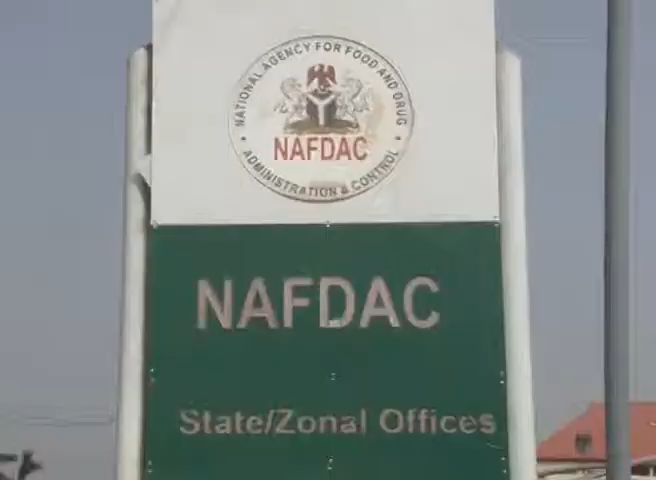 NATIONAL AGENCY FOR FOOD AND DRUG
NAFDAC
ADMINISTRATION & CONTROL
NAFDAC
State/Zonal Offices